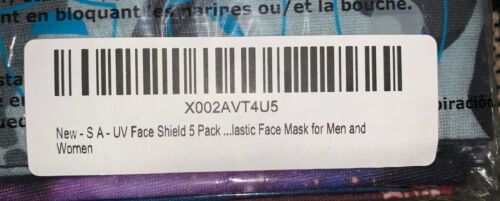 nt en bloquant les narines ou/et la bouche.
X002AVT4U5
New - S A - UV Face Shield 5 Pack ...lastic Face Mask for Men and
Women